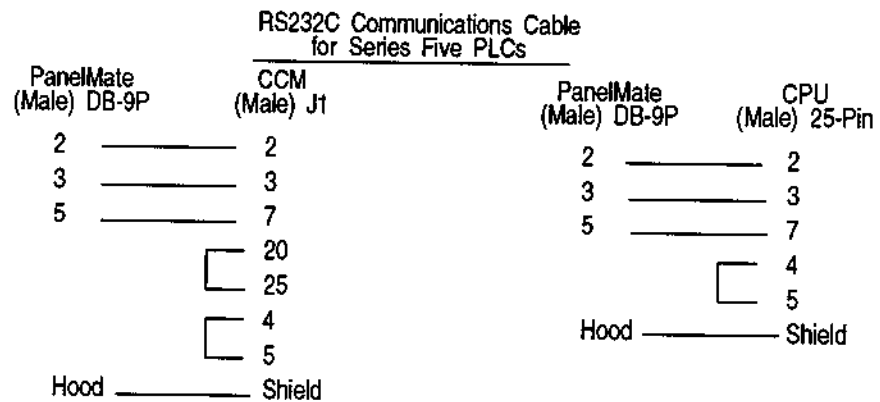 RS232C Communications Cable
for Series Five PLCs
PanelMate CCM
(Male) DB-9P (Male) J1
2 2
3 3
5 7
20
25
4
5
Hood Shield
PanelMate CPU
(Male) DB-9P (Male) 25-Pin
2 2
3 3
5 7
4
5
Hood Shield